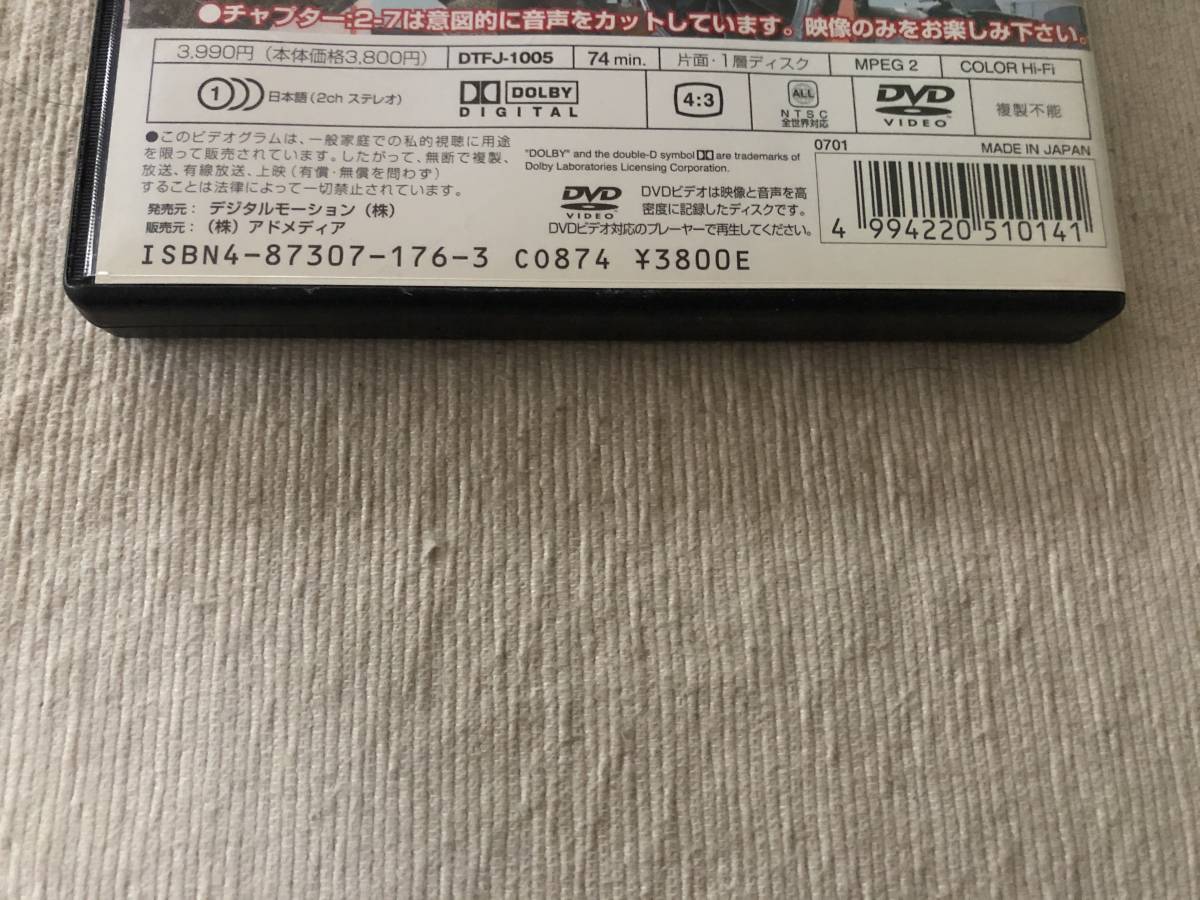 ●チャプター:2-7は意図的に音声をカットしています。映像のみをお楽しみ下さい。
3,990円(本体価格3,800円) DTFJ-1005 74 min. 片面・1層ディスク MPEG 2 COLOR Hi-Fi
1 日本語(2ch ステレオ) DOLBY DIGITAL 4:3 ALL NTSC 全世界対応 DVD VIDEO 複製不能
●このビデオグラムは、一般家庭での私的視聴に用途
を限って販売されています。したがって、無断で複製、
放送、有線放送、上映(有償・無償を問わず)
することは法律によって一切禁止されています。
発売元: デジタルモーション(株)
販売元: (株)アドメディア
"DOLBY" and the double-D symbol are trademarks of
Dolby Laboratories Licensing Corporation.
DVD VIDEO
DVDビデオは映像と音声を高
密度に記録したディスクです。
DVDビデオ対応のプレーヤーで再生してください。
0701 MADE IN JAPAN
4 994220 510141
ISBN4-87307-176-3 C0874 ¥3800E